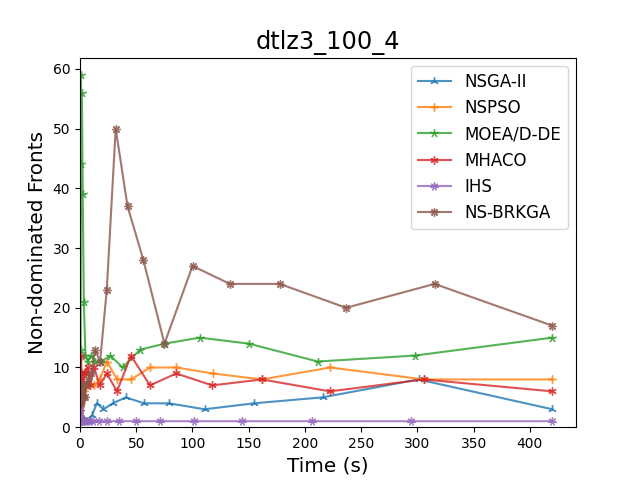 dtlz3_100_4
Non-dominated Fronts
60
50
40
30
20
10
0
0 50 100 150 200 250 300 350 400
Time (s)
NSGA-II
NSPSO
MOEA/D-DE
MHACO
IHS
NS-BRKGA